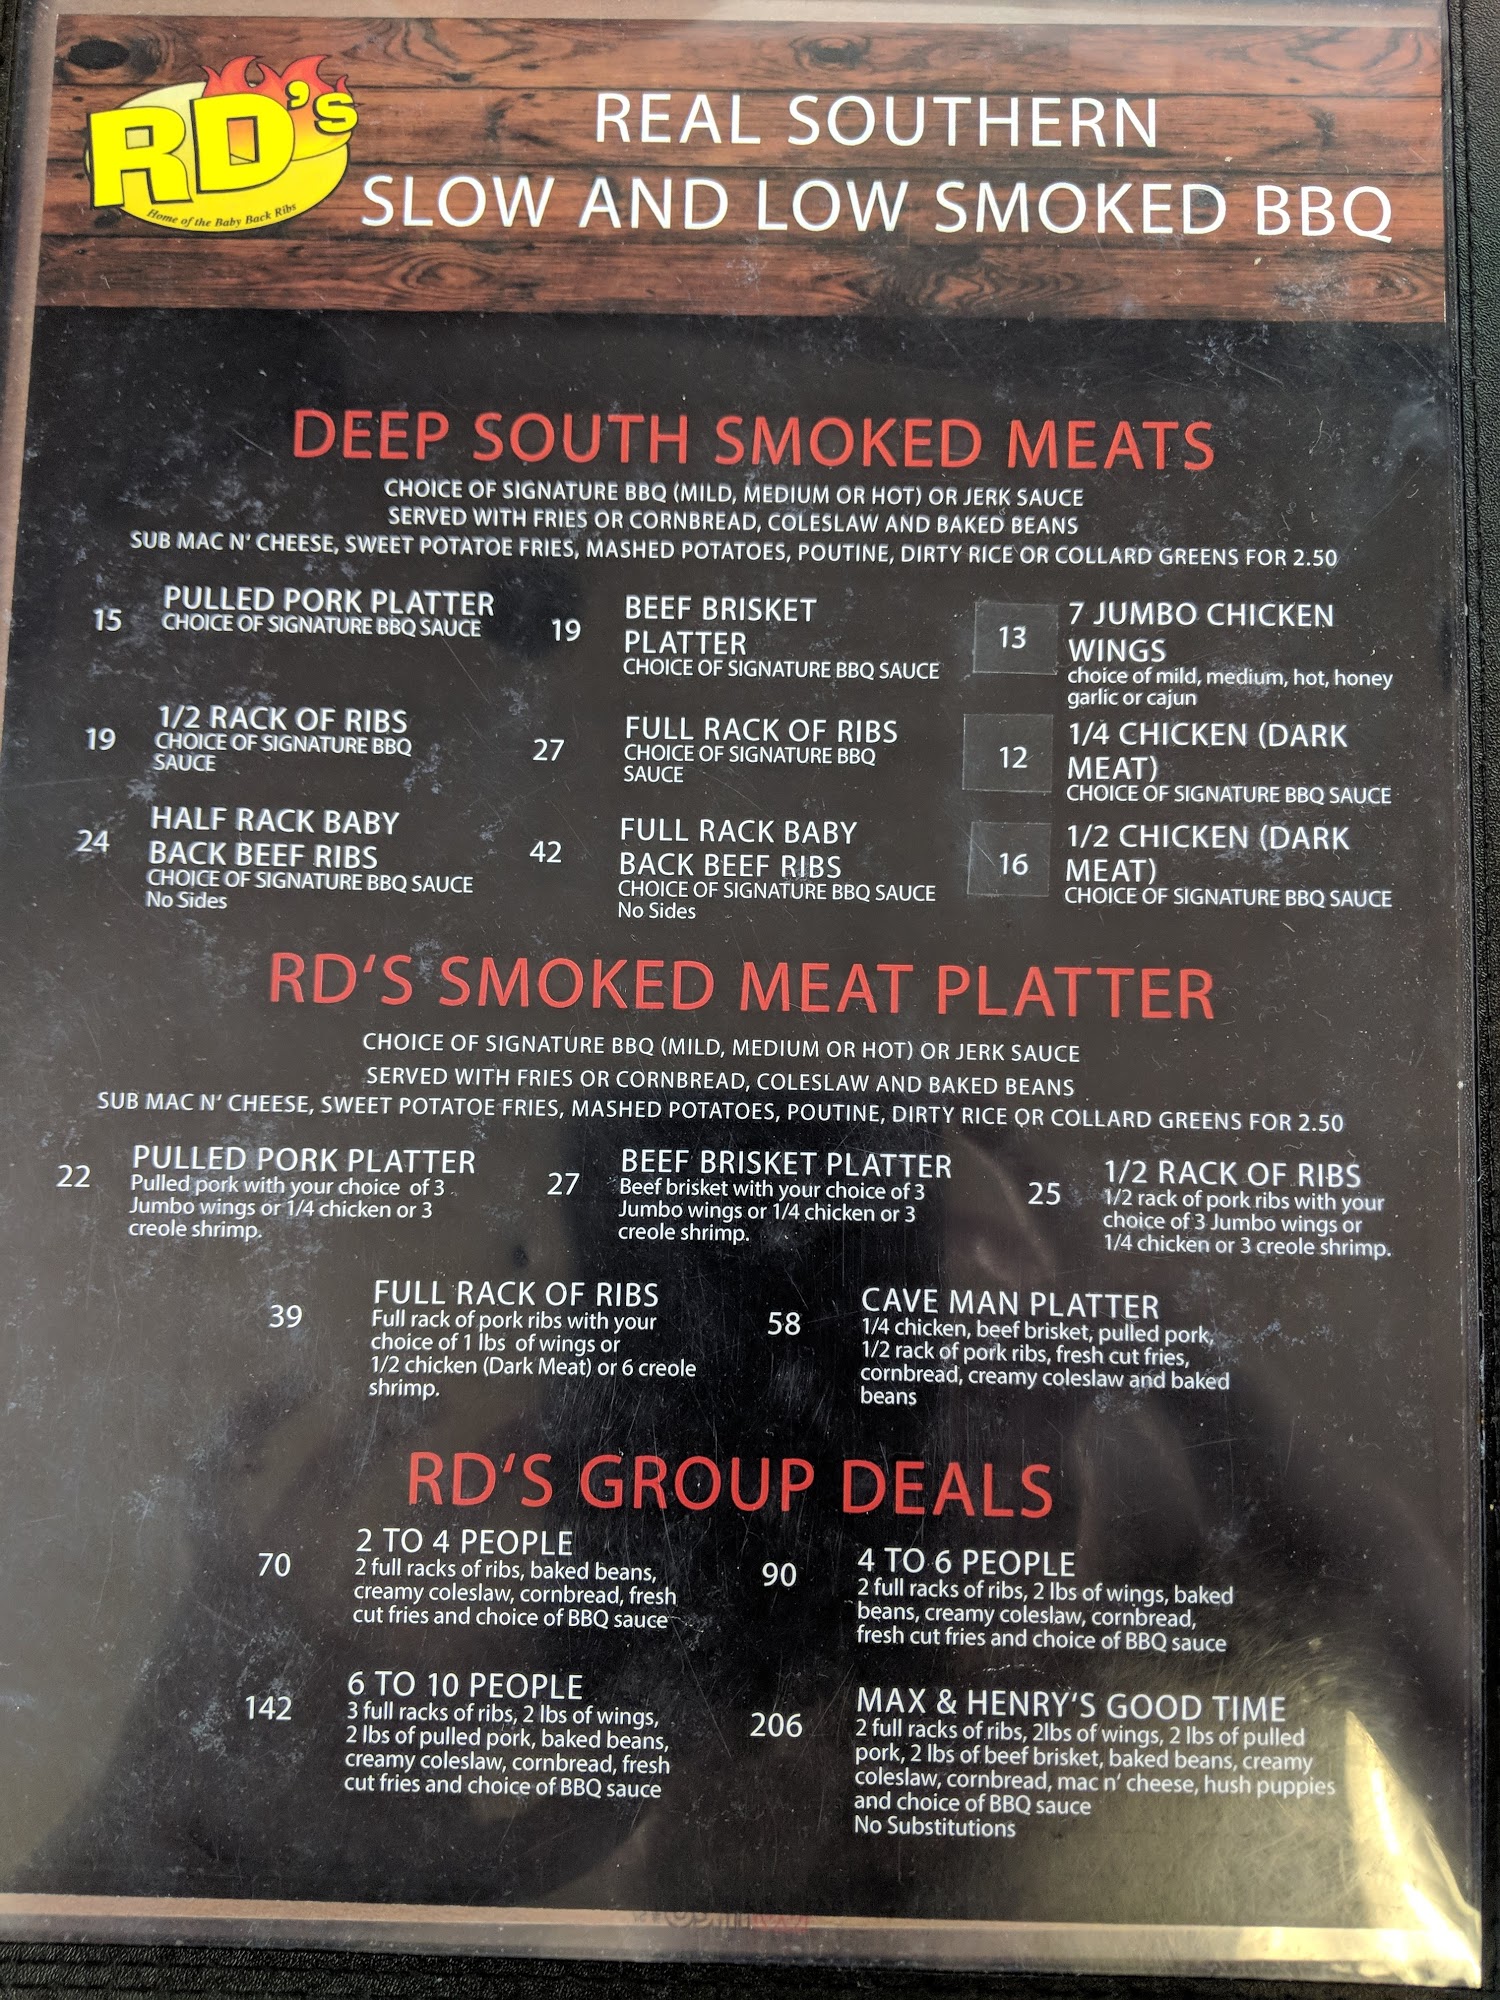 RD's
Home of the Baby Back Ribs
REAL SOUTHERN
SLOW AND LOW SMOKED BBQ
DEEP SOUTH SMOKED MEATS
CHOICE OF SIGNATURE BBQ (MILD, MEDIUM OR HOT) OR JERK SAUCE
SERVED WITH FRIES OR CORNBREAD, COLESLAW AND BAKED BEANS
SUB MAC N' CHEESE, SWEET POTATOE FRIES, MASHED POTATOES, POUTINE, DIRTY RICE OR COLLARD GREENS FOR 2.50
15
PULLED PORK PLATTER
CHOICE OF SIGNATURE BBQ SAUCE
19
BEEF BRISKET
PLATTER
CHOICE OF SIGNATURE BBQ SAUCE
13
7 JUMBO CHICKEN
WINGS
choice of mild, medium, hot, honey
garlic or cajun
19
1/2 RACK OF RIBS
CHOICE OF SIGNATURE BBQ
SAUCE
27
FULL RACK OF RIBS
CHOICE OF SIGNATURE BBQ
SAUCE
12
1/4 CHICKEN (DARK
MEAT)
CHOICE OF SIGNATURE BBQ SAUCE
24
HALF RACK BABY
BACK BEEF RIBS
CHOICE OF SIGNATURE BBQ SAUCE
No Sides
42
FULL RACK BABY
BACK BEEF RIBS
CHOICE OF SIGNATURE BBQ SAUCE
No Sides
16
1/2 CHICKEN (DARK
MEAT)
CHOICE OF SIGNATURE BBQ SAUCE
RD'S SMOKED MEAT PLATTER
CHOICE OF SIGNATURE BBQ (MILD, MEDIUM OR HOT) OR JERK SAUCE
SERVED WITH FRIES OR CORNBREAD, COLESLAW AND BAKED BEANS
SUB MAC N' CHEESE, SWEET POTATOE FRIES, MASHED POTATOES, POUTINE, DIRTY RICE OR COLLARD GREENS FOR 2.50
22
PULLED PORK PLATTER
Pulled pork with your choice of 3
Jumbo wings or 1/4 chicken or 3
creole shrimp.
27
BEEF BRISKET PLATTER
Beef brisket with your choice of 3
Jumbo wings or 1/4 chicken or 3
creole shrimp.
25
1/2 RACK OF RIBS
1/2 rack of pork ribs with your
choice of 3 Jumbo wings or
1/4 chicken or 3 creole shrimp.
39
FULL RACK OF RIBS
Full rack of pork ribs with your
choice of 1 lbs of wings or
1/2 chicken (Dark Meat) or 6 creole
shrimp.
58
CAVE MAN PLATTER
1/4 chicken, beef brisket, pulled pork,
1/2 rack of pork ribs, fresh cut fries,
cornbread, creamy coleslaw and baked
beans
RD'S GROUP DEALS
70
2 TO 4 PEOPLE
2 full racks of ribs, baked beans,
creamy coleslaw, cornbread, fresh
cut fries and choice of BBQ sauce
90
4 TO 6 PEOPLE
2 full racks of ribs, 2 lbs of wings, baked
beans, creamy coleslaw, cornbread,
fresh cut fries and choice of BBQ sauce
142
6 TO 10 PEOPLE
3 full racks of ribs, 2 lbs of wings,
2 lbs of pulled pork, baked beans,
creamy coleslaw, cornbread, fresh
cut fries and choice of BBQ sauce
206
MAX & HENRY'S GOOD TIME
2 full racks of ribs, 2lbs of wings, 2 lbs of pulled
pork, 2 lbs of beef brisket, baked beans, creamy
coleslaw, cornbread, mac n' cheese, hush puppies
and choice of BBQ sauce
No Substitutions